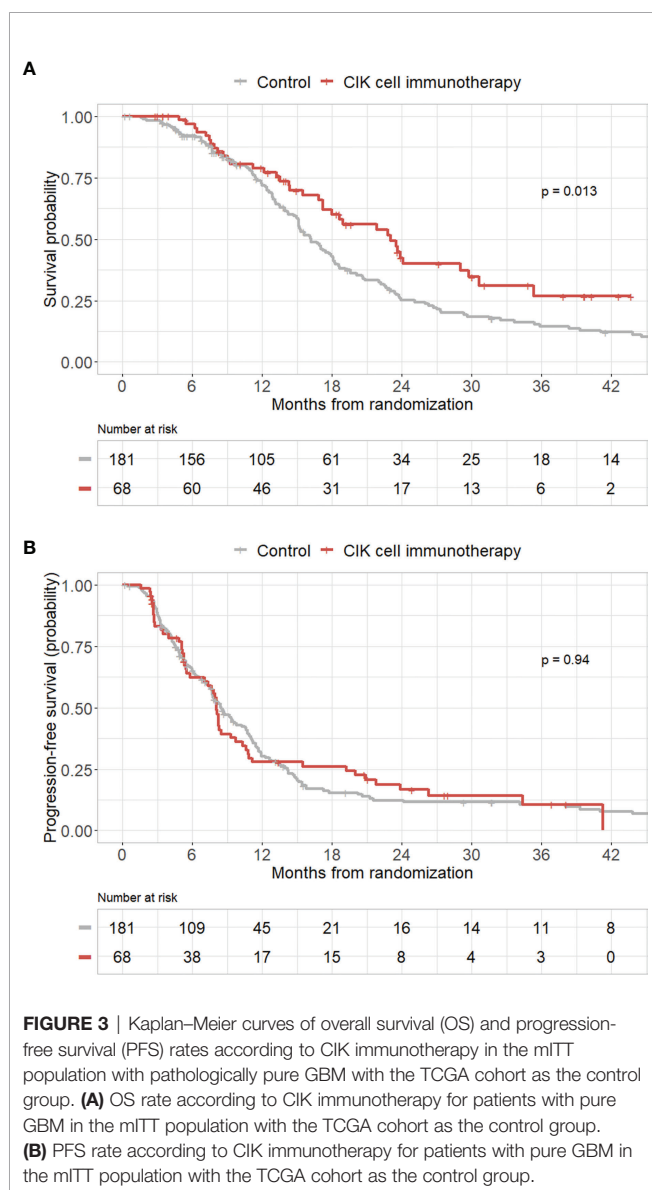 A
Control CIK cell immunotherapy
1.00
0.75
0.50
0.25
0.00
Survival probability
p = 0.013
0 6 12 18 24 30 36 42
Months from randomization
Number at risk
181 156 105 61 34 25 18 14
68 60 46 31 17 13 6 2
B
Control CIK cell immunotherapy
1.00
0.75
0.50
0.25
0.00
Progression-free survival (probability)
p = 0.94
0 6 12 18 24 30 36 42
Months from randomization
Number at risk
181 109 45 21 16 14 11 8
68 38 17 15 8 4 3 0
FIGURE 3 | Kaplan–Meier curves of overall survival (OS) and progression-
free survival (PFS) rates according to CIK immunotherapy in the mITT
population with pathologically pure GBM with the TCGA cohort as the control
group. (A) OS rate according to CIK immunotherapy for patients with pure
GBM in the mITT population with the TCGA cohort as the control group.
(B) PFS rate according to CIK immunotherapy for patients with pure GBM in
the mITT population with the TCGA cohort as the control group.